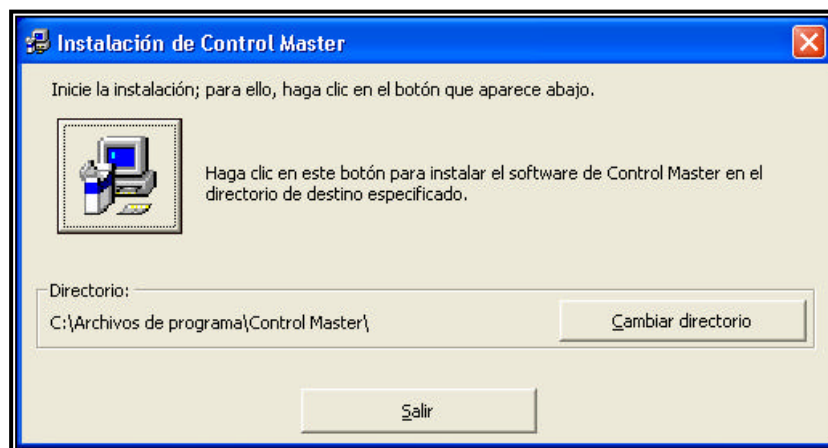 Instalación de Control Master
Inicie la instalación; para ello, haga clic en el botón que aparece abajo.
Haga clic en este botón para instalar el software de Control Master en el
directorio de destino especificado.
Directorio:
C:\Archivos de programa\Control Master\
Cambiar directorio
Salir